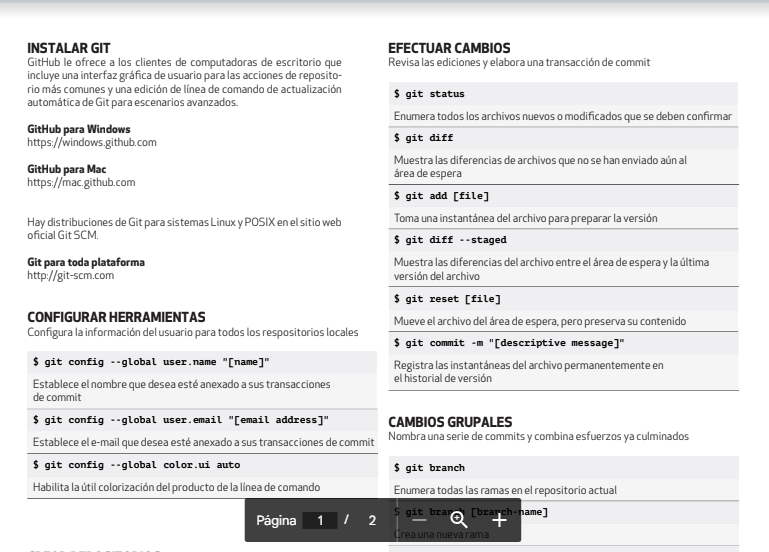 INSTALAR GIT
GitHub le ofrece a los clientes de computadoras de escritorio que
incluye una interfaz gráfica de usuario para las acciones de reposito-
rio más comunes y una edición de línea de comando de actualización
automática de Git para escenarios avanzados.
GitHub para Windows
https://windows.github.com
GitHub para Mac
https://mac.github.com
Hay distribuciones de Git para sistemas Linux y POSIX en el sitio web
oficial Git SCM.
Git para toda plataforma
http://git-scm.com
CONFIGURAR HERRAMIENTAS
Configura la información del usuario para todos los respositorios locales
$ git config --global user.name "[name]"
Establece el nombre que desea esté anexado a sus transacciones
de commit
$ git config --global user.email "[email address]"
Establece el e-mail que desea esté anexado a sus transacciones de commit
$ git config --global color.ui auto
Habilita la útil colorización del producto de la línea de comando
EFECTUAR CAMBIOS
Revisa las ediciones y elabora una transacción de commit
$ git status
Enumera todos los archivos nuevos o modificados que se deben confirmar
$ git diff
Muestra las diferencias de archivos que no se han enviado aún al
área de espera
$ git add [file]
Toma una instantánea del archivo para preparar la versión
$ git diff --staged
Muestra las diferencias del archivo entre el área de espera y la última
versión del archivo
$ git reset [file]
Mueve el archivo del área de espera, pero preserva su contenido
$ git commit -m "[descriptive message]"
Registra las instantáneas del archivo permanentemente en
el historial de versión
CAMBIOS GRUPALES
Nombra una serie de commits y combina esfuerzos ya culminados
$ git branch
Enumera todas las ramas en el repositorio actual
$ git branch [branch-name]
Crea una nueva rama
Página 1 / 2